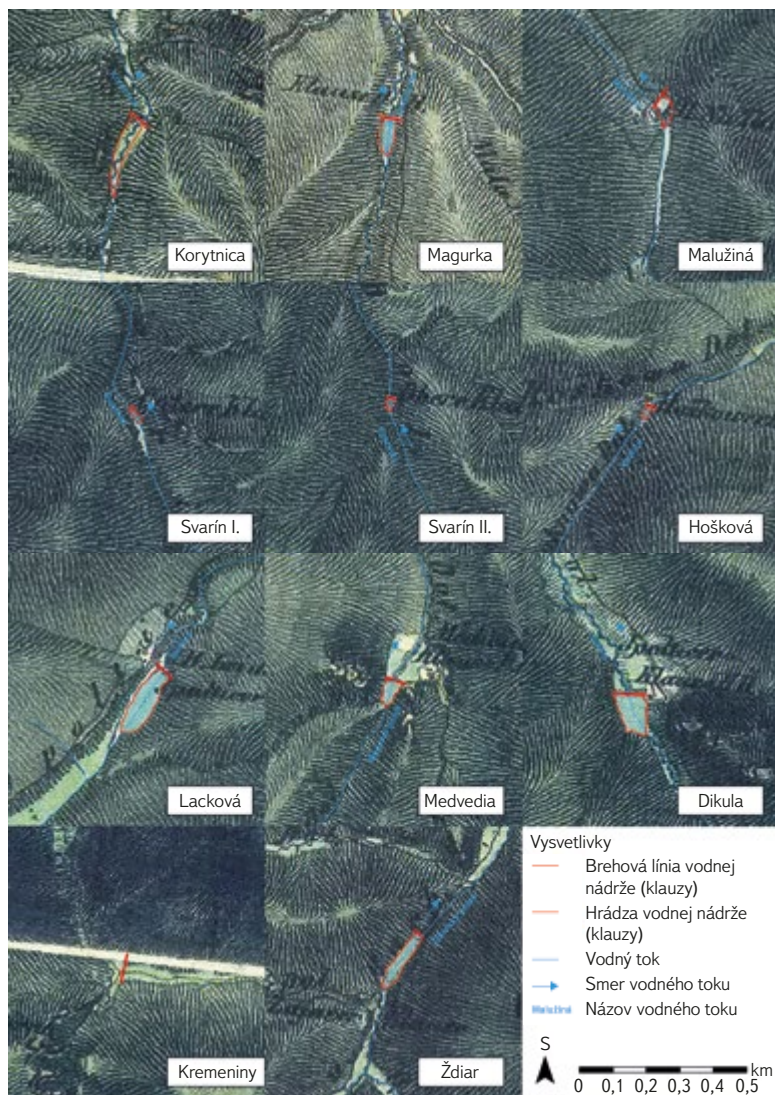 Korytnica
Magurka
Malužiná
Svarín I.
Svarín II.
Hošková
Lacková
Medvedia
Dikula
Kremeniny
Ždiar
Vysvetlivky
Brehová línia vodnej
nádrže (klauzy)
Hrádza vodnej nádrže
(klauzy)
Vodný tok
Smer vodného toku
Malužiná Názov vodného toku
S
km
0 0,1 0,2 0,3 0,4 0,5